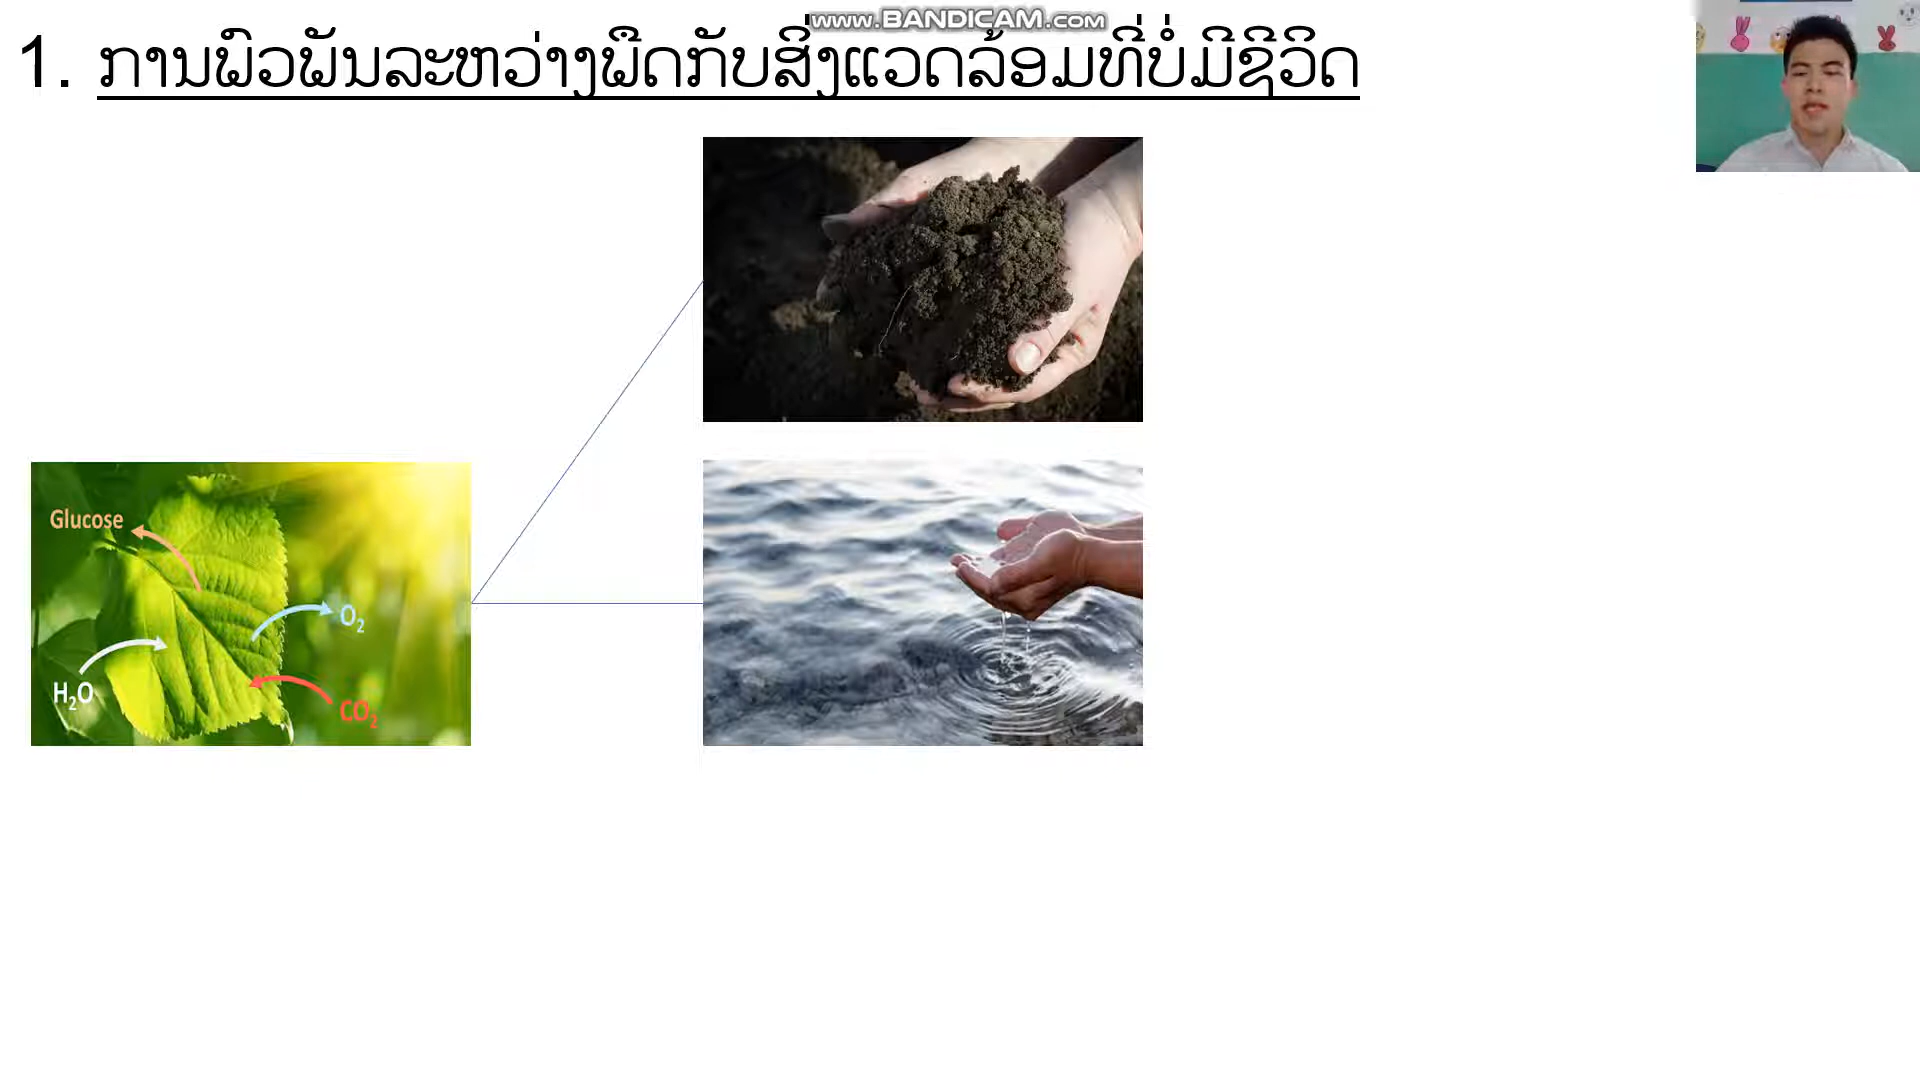 www.BANDICAM.com
1. ການພົວພັນລະຫວ່າງພືດກັບສິ່ງແວດລ້ອມທີ່ບໍ່ມີຊີວິດ
Glucose
O₂
H₂O
CO₂